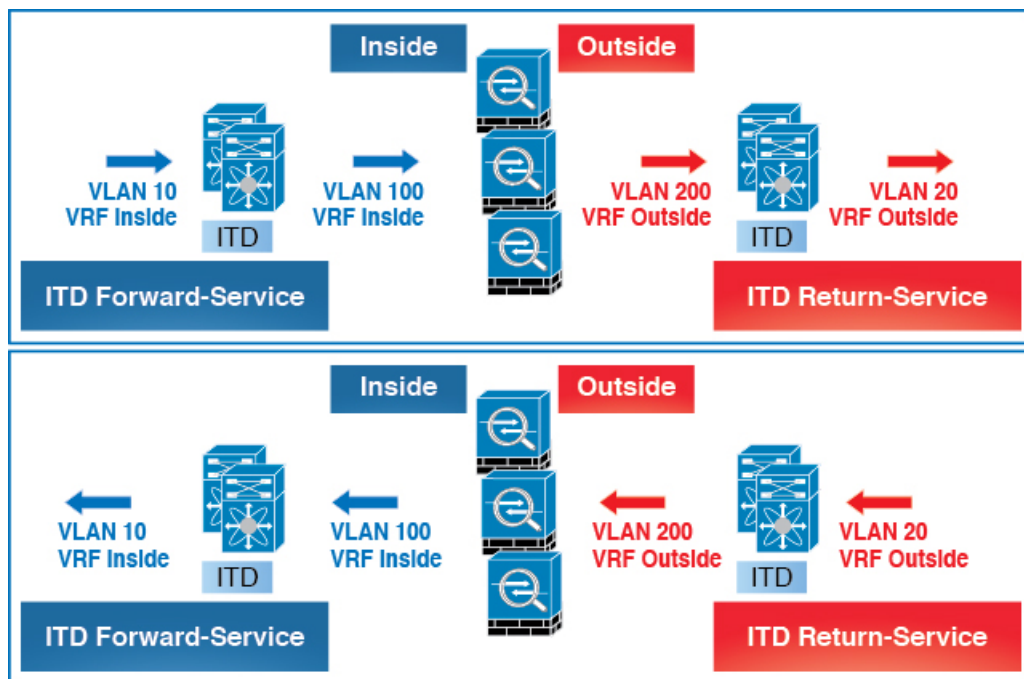 Inside
Outside
VLAN 10
VRF Inside
VLAN 100
VRF Inside
VLAN 200
VRF Outside
VLAN 20
VRF Outside
ITD
ITD
ITD Forward-Service
ITD Return-Service
Inside
Outside
VLAN 10
VRF Inside
VLAN 100
VRF Inside
VLAN 200
VRF Outside
VLAN 20
VRF Outside
ITD
ITD
ITD Forward-Service
ITD Return-Service